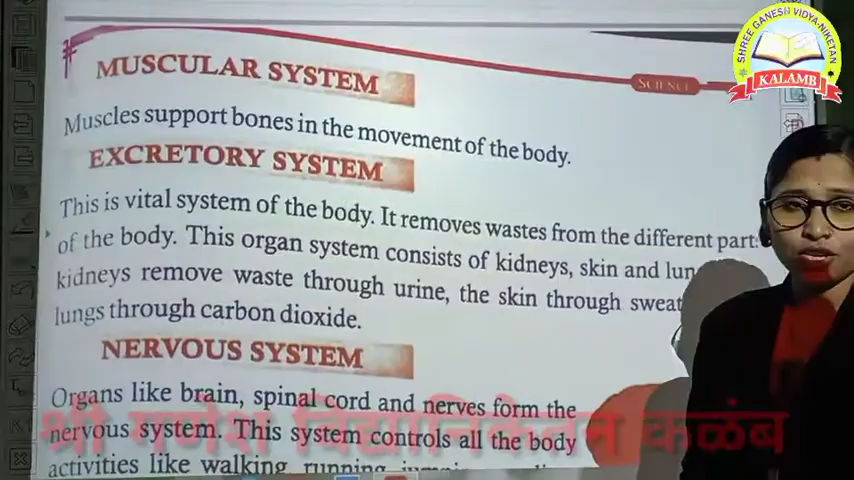 SHREE GANESH VIDYA-NIKETAN
KALAMB
SCIENCE
MUSCULAR SYSTEM
Muscles support bones in the movement of the body.
EXCRETORY SYSTEM
This is vital system of the body. It removes wastes from the different part
of the body. This organ system consists of kidneys, skin and lun
kidneys remove waste through urine, the skin through sweat
lungs through carbon dioxide.
NERVOUS SYSTEM
Organs like brain, spinal cord and nerves form the
nervous system. This system controls all the body
activities like walking, running,
श्री गणेश विद्यानिकेतन कळंब